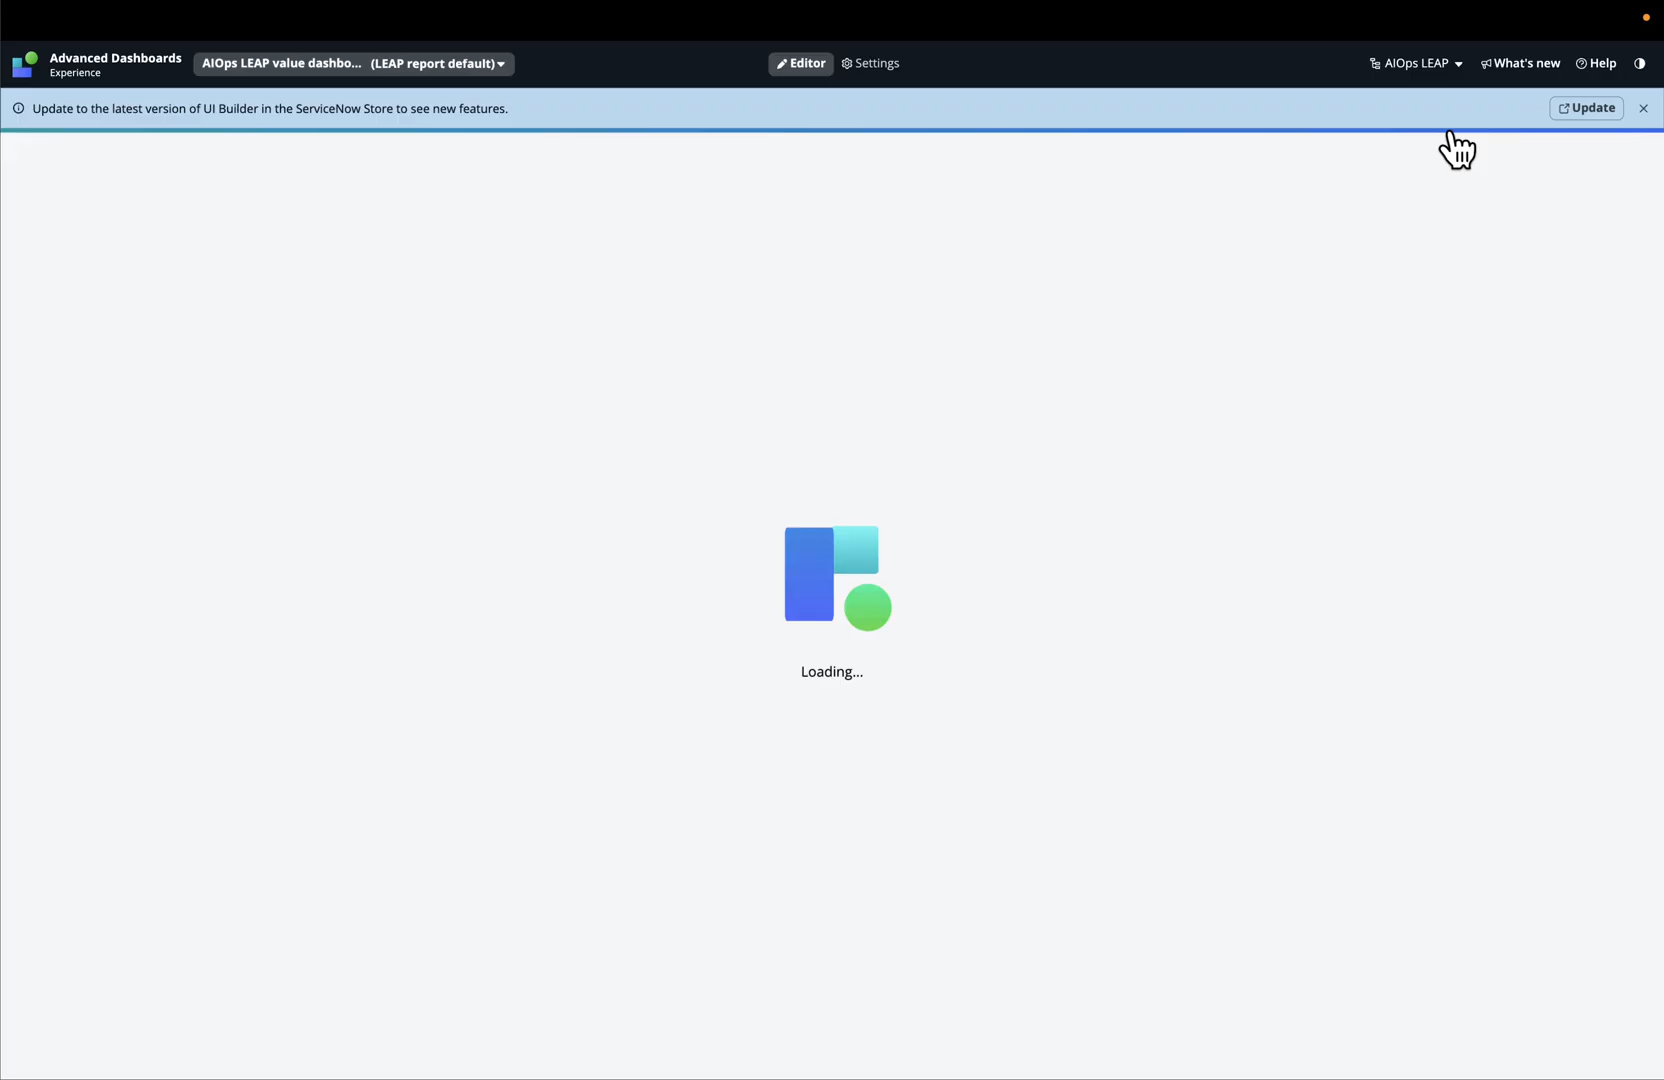 Advanced Dashboards
Experience
AIOps LEAP value dashbo... (LEAP report default)
Editor
Settings
AIOps LEAP
What's new
Help
Update to the latest version of UI Builder in the ServiceNow Store to see new features.
Update
Loading...